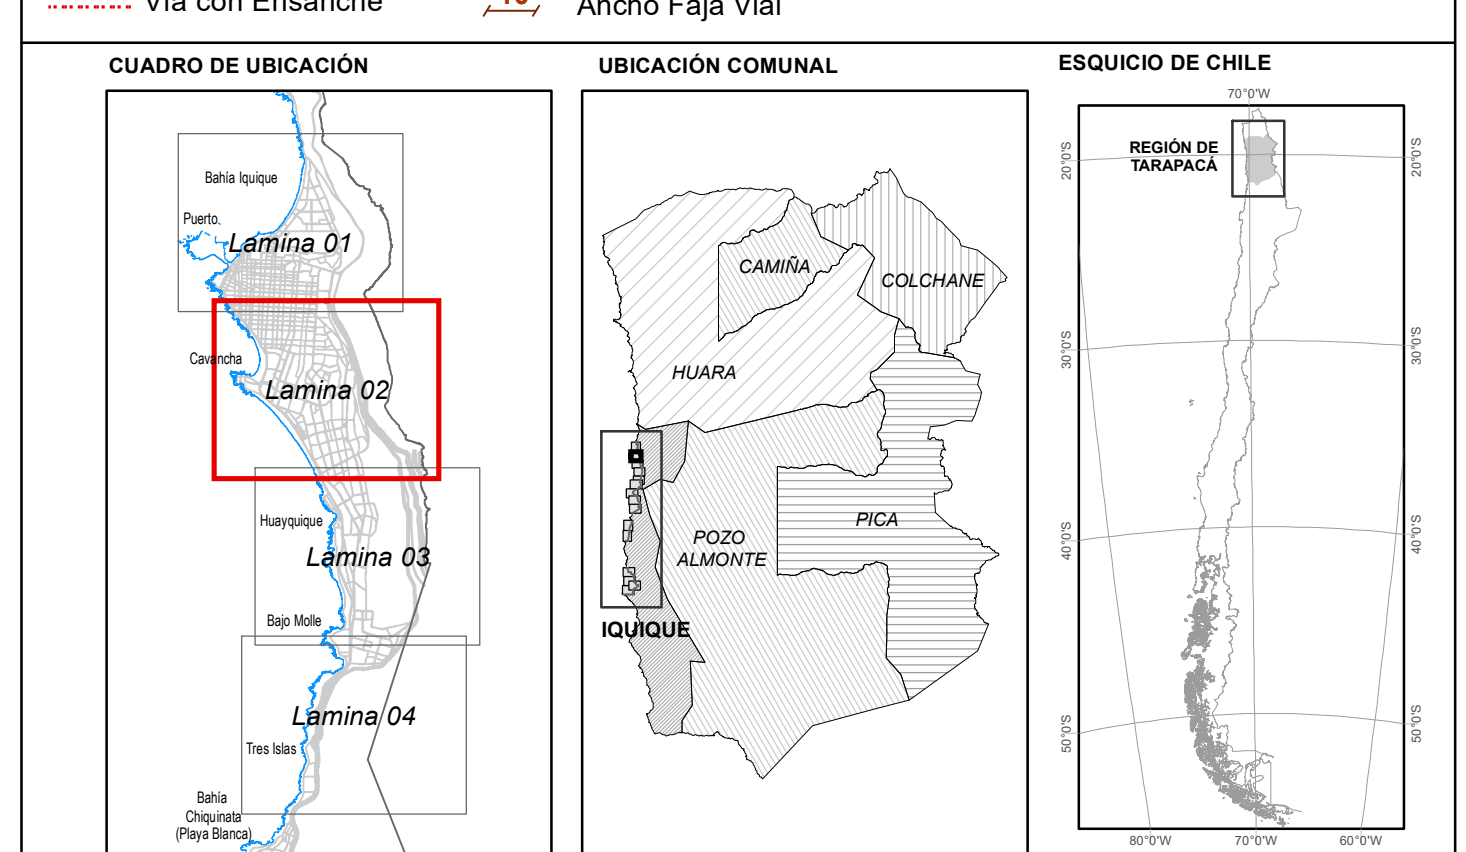 Vía con Ensanche
Ancho Faja Vial
CUADRO DE UBICACIÓN
UBICACIÓN COMUNAL
ESQUICIO DE CHILE
Bahía Iquique
Puerto
Lamina 01
Cavancha
Lamina 02
Huayquique
Lamina 03
Bajo Molle
Lamina 04
Tres Islas
Bahía
Chiquinata
(Playa Blanca)
CAMIÑA
COLCHANE
HUARA
PICA
POZO
ALMONTE
IQUIQUE
70°0'W
REGIÓN DE
TARAPACÁ
20°0'S
20°0'S
30°0'S
30°0'S
40°0'S
40°0'S
50°0'S
50°0'S
80°0'W
70°0'W
60°0'W